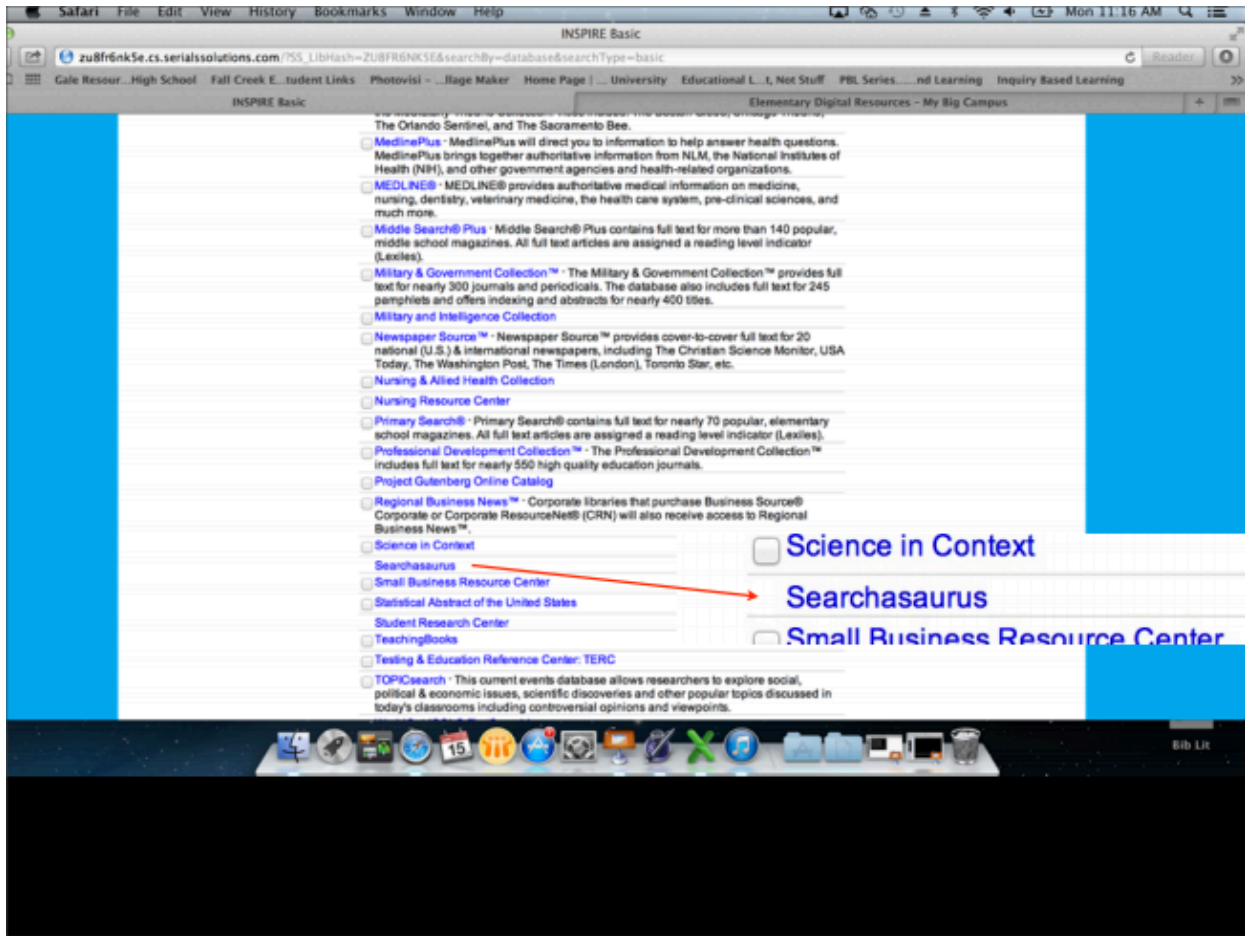 Safari File Edit View History Bookmarks Window Help Mon 11:16 AM
INSPIRE Basic
zu8fr6nk5e.cs.serialssolutions.com/?SS_LibHash=ZU8FR6NK5E&searchBy=database&searchType=basic Reader
Gale Resour...High School Fall Creek E...tudent Links Photovisi - ...llage Maker Home Page | ... University Educational L...t, Not Stuff PBL Series......nd Learning Inquiry Based Learning
INSPIRE Basic Elementary Digital Resources - My Big Campus
The Orlando Sentinel, and The Sacramento Bee.
MedlinePlus · MedlinePlus will direct you to information to help answer health questions.
MedlinePlus brings together authoritative information from NLM, the National Institutes of
Health (NIH), and other government agencies and health-related organizations.
MEDLINE® · MEDLINE® provides authoritative medical information on medicine,
nursing, dentistry, veterinary medicine, the health care system, pre-clinical sciences, and
much more.
Middle Search® Plus · Middle Search® Plus contains full text for more than 140 popular,
middle school magazines. All full text articles are assigned a reading level indicator
(Lexiles).
Military & Government Collection™ · The Military & Government Collection™ provides full
text for nearly 300 journals and periodicals. The database also includes full text for 245
pamphlets and offers indexing and abstracts for nearly 400 titles.
Military and Intelligence Collection
Newspaper Source™ · Newspaper Source™ provides cover-to-cover full text for 20
national (U.S.) & international newspapers, including The Christian Science Monitor, USA
Today, The Washington Post, The Times (London), Toronto Star, etc.
Nursing & Allied Health Collection
Nursing Resource Center
Primary Search® · Primary Search® contains full text for nearly 70 popular, elementary
school magazines. All full text articles are assigned a reading level indicator (Lexiles).
Professional Development Collection™ · The Professional Development Collection™
includes full text for nearly 550 high quality education journals.
Project Gutenberg Online Catalog
Regional Business News™ · Corporate libraries that purchase Business Source®
Corporate or Corporate ResourceNet® (CRN) will also receive access to Regional
Business News™.
Science in Context
Searchasaurus
Small Business Resource Center
Statistical Abstract of the United States
Student Research Center
TeachingBooks
Testing & Education Reference Center: TERC
TOPICsearch · This current events database allows researchers to explore social,
political & economic issues, scientific discoveries and other popular topics discussed in
today's classrooms including controversial opinions and viewpoints.
Science in Context
Searchasaurus
Small Business Resource Center
15
Bib Lit